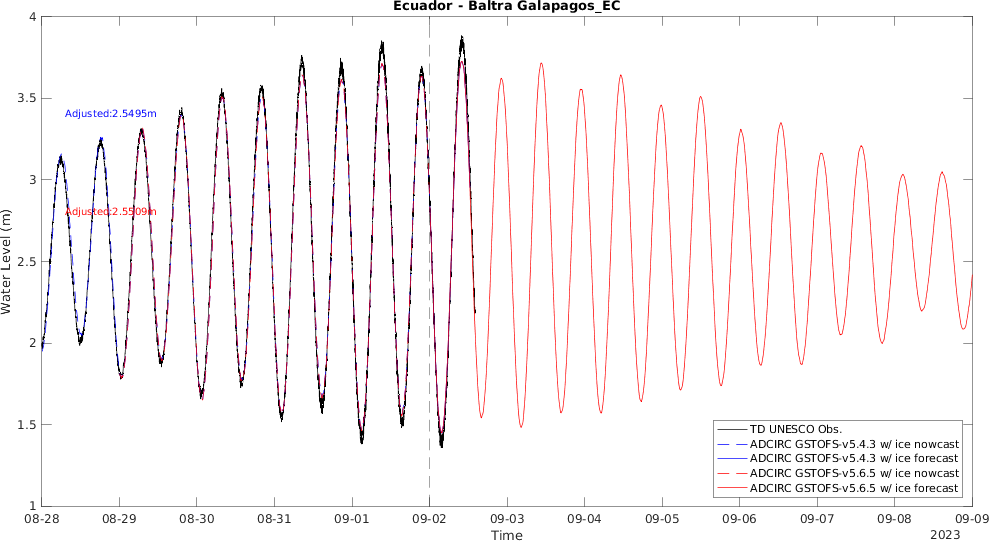 Ecuador - Baltra Galapagos_EC
4
3.5
3
2.5
2
1.5
1
Water Level (m)
Adjusted:2.5495m
Adjusted:2.5509m
TD UNESCO Obs.
ADCIRC GSTOFS-v5.4.3 w/ ice nowcast
ADCIRC GSTOFS-v5.4.3 w/ ice forecast
ADCIRC GSTOFS-v5.6.5 w/ ice nowcast
ADCIRC GSTOFS-v5.6.5 w/ ice forecast
08-28 08-29 08-30 08-31 09-01 09-02 09-03 09-04 09-05 09-06 09-07 09-08 09-09
Time
2023